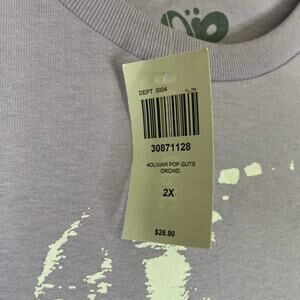 DEPT 0004
30871128
4OLIVIAR POP GUTS
ORCHID
2X
$26.90